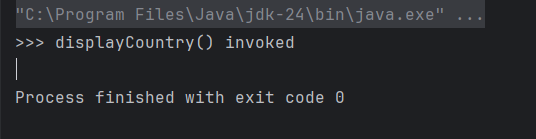 "C:\Program Files\Java\jdk-24\bin\java.exe" ...
>>> displayCountry() invoked
Process finished with exit code 0